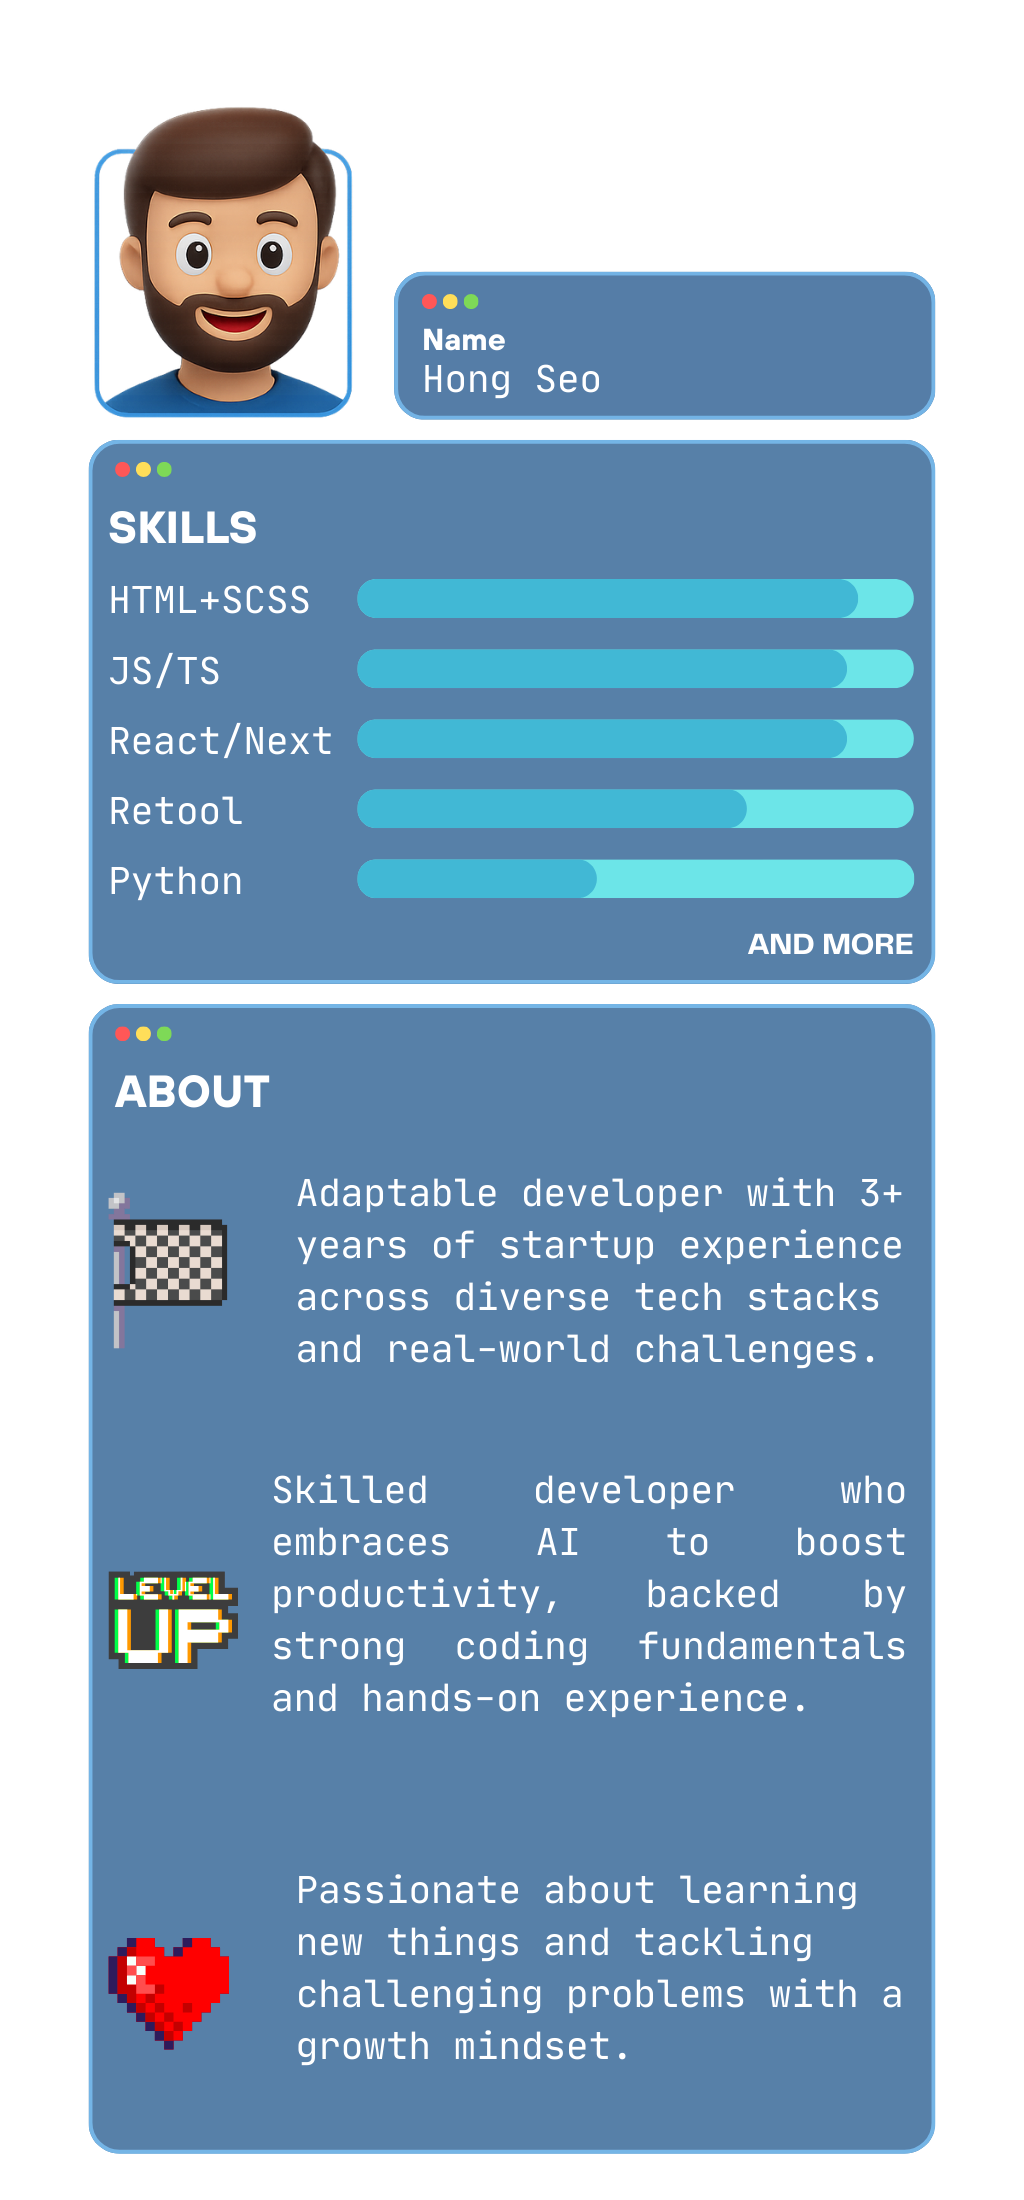 Name
Hong Seo
SKILLS
HTML+SCSS
JS/TS
React/Next
Retool
Python
AND MORE
ABOUT
Adaptable developer with 3+
years of startup experience
across diverse tech stacks
and real-world challenges.
LEVEL
UP
Skilled developer who
embraces AI to boost
productivity, backed by
strong coding fundamentals
and hands-on experience.
Passionate about learning
new things and tackling
challenging problems with a
growth mindset.